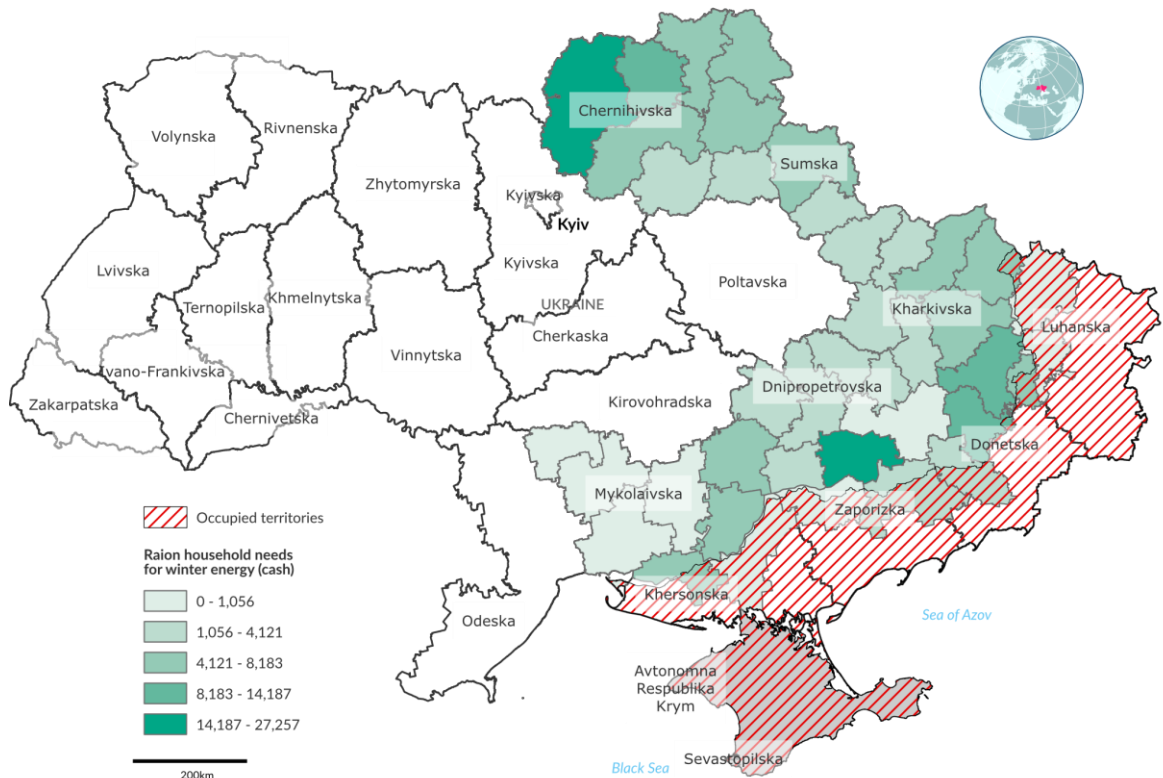 Volynska
Rivnenska
Zhytomyrska
Chernihivska
Sumska
Kyivska
Kyiv
Kyivska
Lvivska
Ternopilska
Khmelnytska
UKRAINE
Cherkaska
Poltavska
Kharkivska
Luhanska
Vinnytska
Ivano-Frankivska
Zakarpatska
Chernivetska
Kirovohradska
Dnipropetrovska
Donetska
Mykolaivska
Zaporizka
Khersonska
Odeska
Sea of Azov
Avtonomna
Respublika
Krym
Sevastopilska
Black Sea
Occupied territories
Raion household needs
for winter energy (cash)
0 - 1,056
1,056 - 4,121
4,121 - 8,183
8,183 - 14,187
14,187 - 27,257
200km